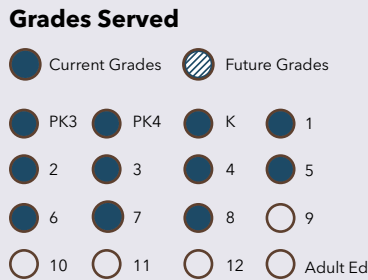 Grades Served
Current Grades Future Grades
PK3 PK4 K 1
2 3 4 5
6 7 8 9
10 11 12 Adult Ed